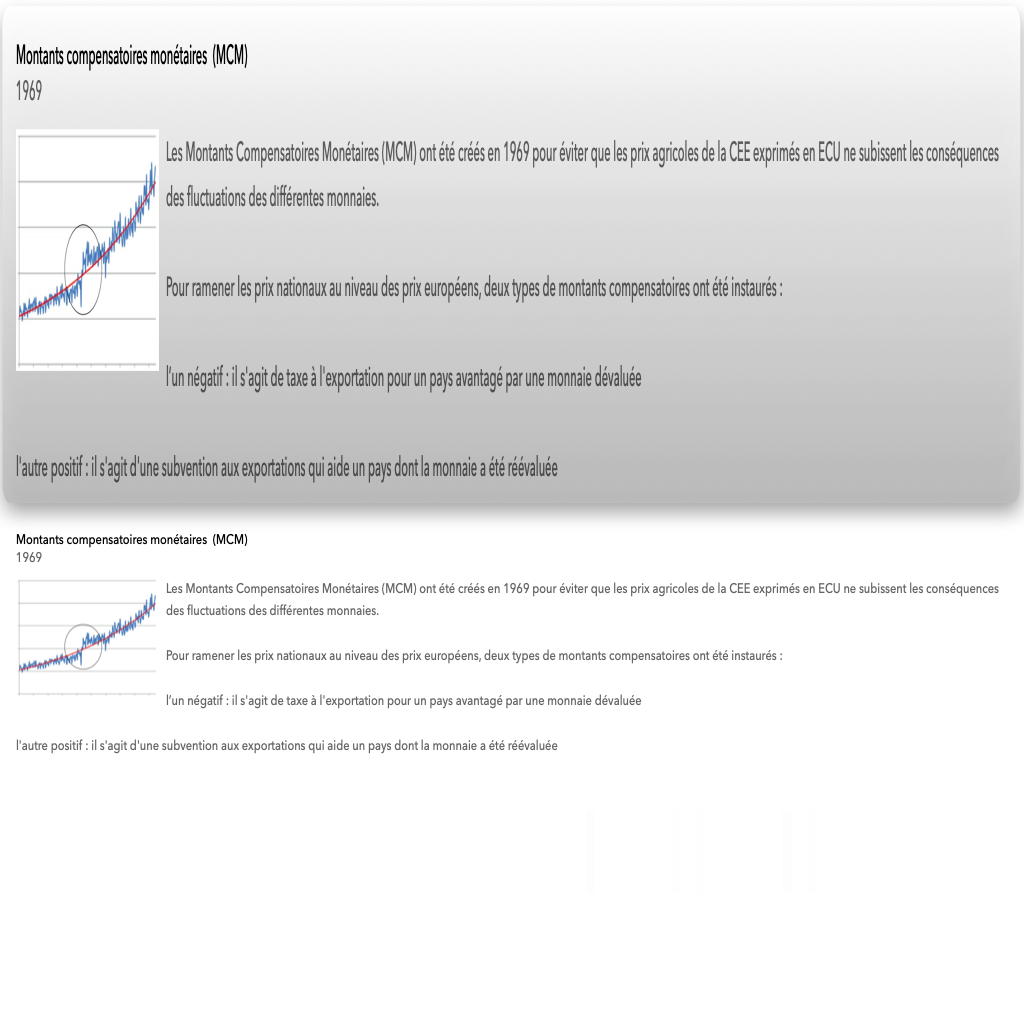 Montants compensatoires monétaires  (MCM)
1969
Les Montants Compensatoires Monétaires (MCM) ont été créés en 1969 pour éviter que les prix agricoles de la CEE exprimés en ECU ne subissent les conséquences
des fluctuations des différentes monnaies.
Pour ramener les prix nationaux au niveau des prix européens, deux types de montants compensatoires ont été instaurés :
l’un négatif : il s'agit de taxe à l'exportation pour un pays avantagé par une monnaie dévaluée
l'autre positif : il s'agit d'une subvention aux exportations qui aide un pays dont la monnaie a été réévaluée
Montants compensatoires monétaires  (MCM)
1969
Les Montants Compensatoires Monétaires (MCM) ont été créés en 1969 pour éviter que les prix agricoles de la CEE exprimés en ECU ne subissent les conséquences
des fluctuations des différentes monnaies.
Pour ramener les prix nationaux au niveau des prix européens, deux types de montants compensatoires ont été instaurés :
l’un négatif : il s'agit de taxe à l'exportation pour un pays avantagé par une monnaie dévaluée
l'autre positif : il s'agit d'une subvention aux exportations qui aide un pays dont la monnaie a été réévaluée